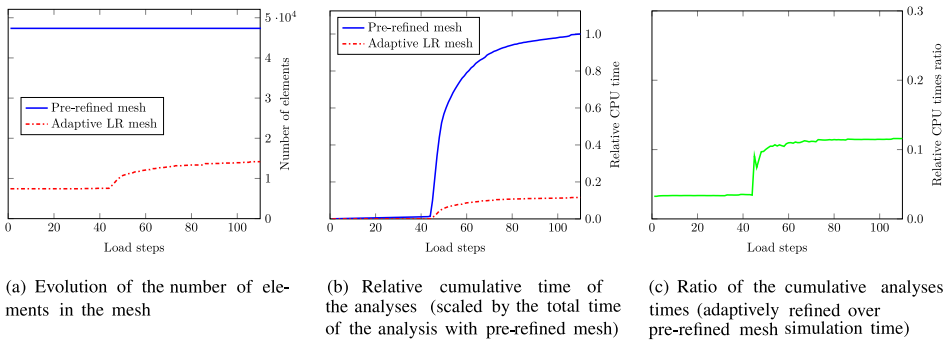 5 ·10⁴
4
3
2
1
0
Number of elements
Pre-refined mesh
Adaptive LR mesh
0 20 40 60 80 100
Load steps
(a) Evolution of the number of ele-
ments in the mesh
Pre-refined mesh
Adaptive LR mesh
1.0
0.8
0.6
0.4
0.2
0.0
Relative CPU time
0 20 40 60 80 100
Load steps
(b) Relative cumulative time of
the analyses (scaled by the total time
of the analysis with pre-refined mesh)
0.3
0.2
0.1
0.0
Relative CPU times ratio
0 20 40 60 80 100
Load steps
(c) Ratio of the cumulative analyses
times (adaptively refined over
pre-refined mesh simulation time)